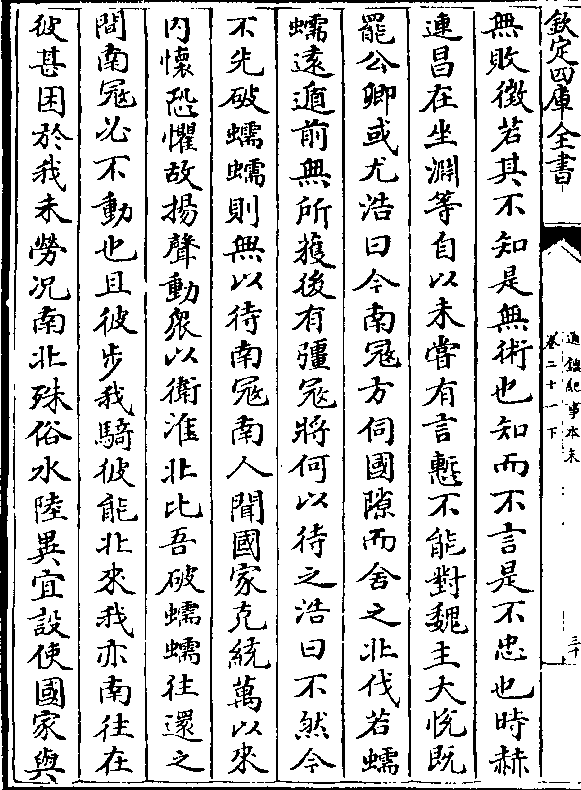 欽定四庫全書
通鑑紀事本末
卷二十一下
三十
無敗徵若其不知是無術也知而不言是不忠也時赫
連昌在坐淵等自以未嘗有言慙不能對魏主大悅既
罷公卿或尤浩曰今南寇方伺國隙而舍之北伐若蠕
蠕遠遁前無所獲後有彊寇將何以待之浩曰不然今
不先破蠕蠕則無以待南寇南人聞國家克統萬以來
内懷恐懼故揚聲動衆以衛淮北比吾破蠕蠕往還之
間南寇必不動也且彼步我騎彼能北來我亦南往在
彼甚困於我未勞况南北殊俗水陸異宜設使國家與